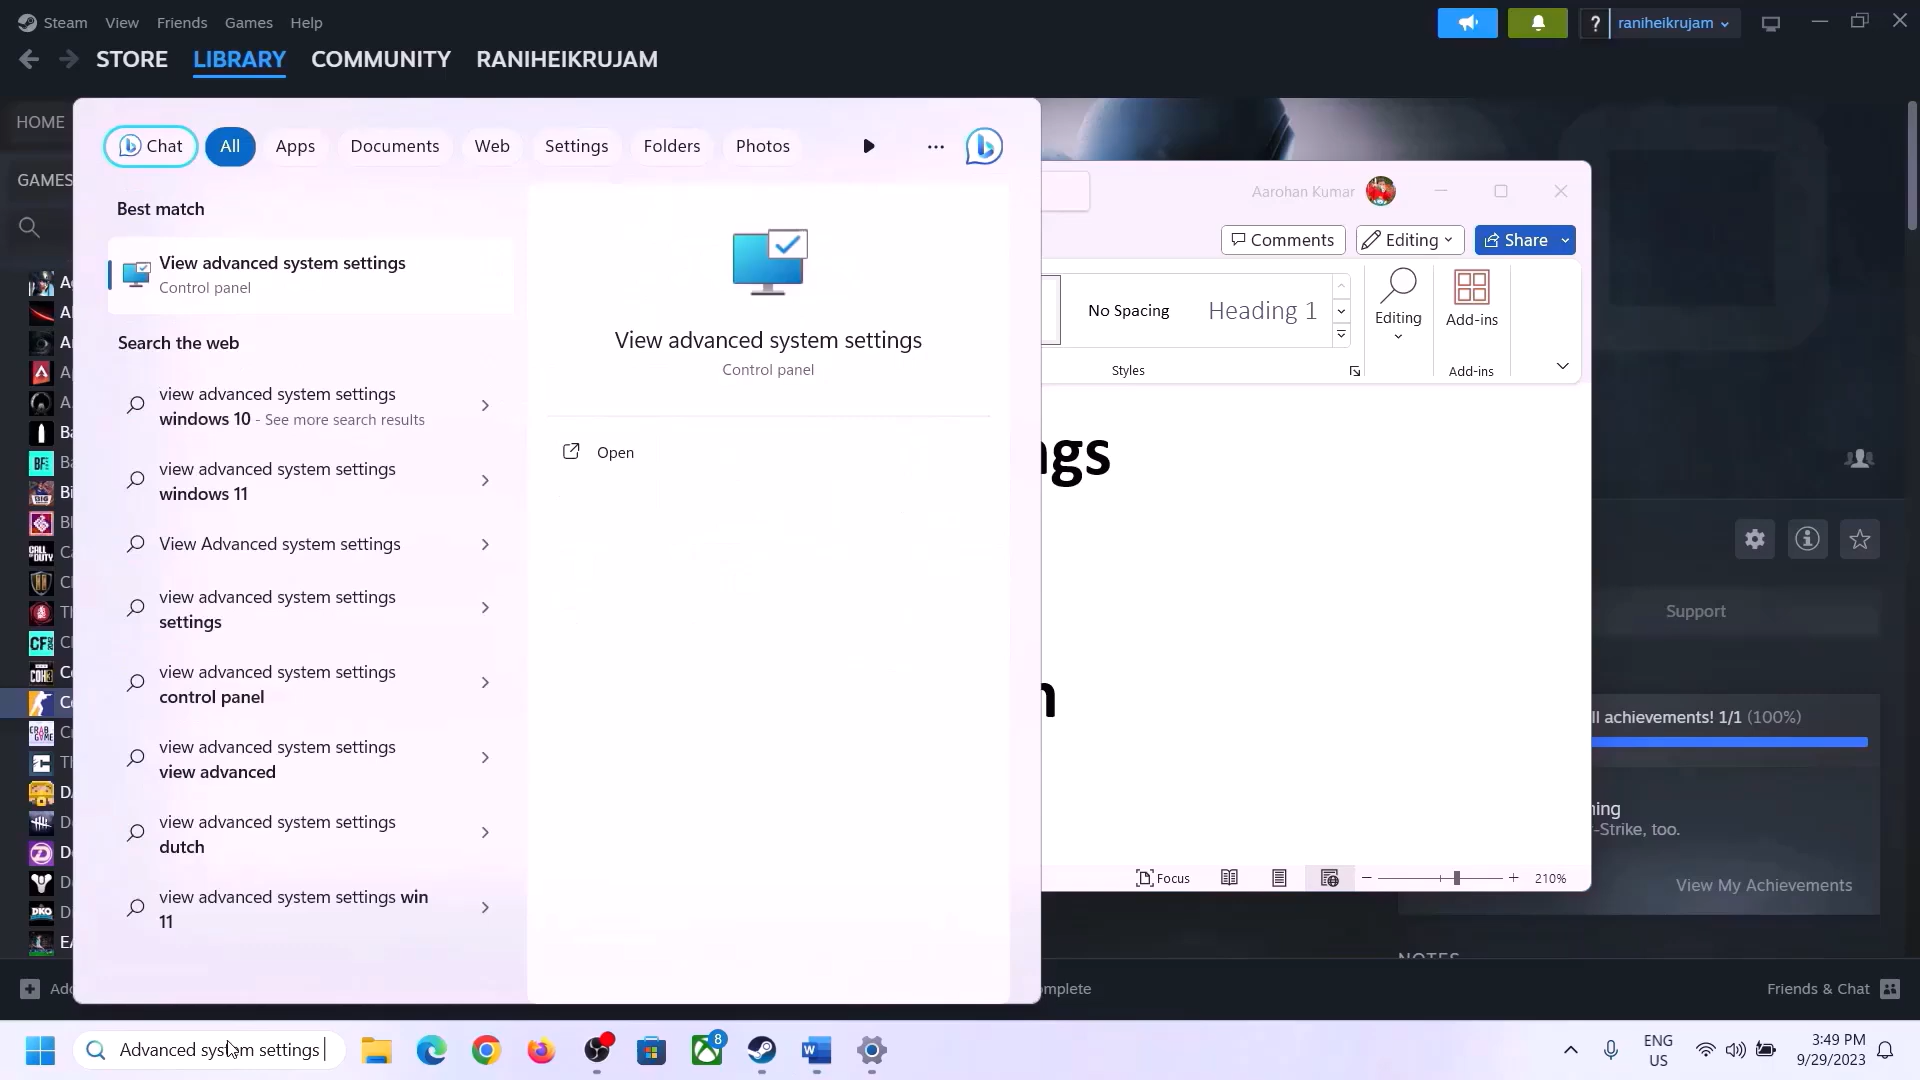 Steam View Friends Games Help
? raniheikrujam
STORE LIBRARY COMMUNITY RANIHEIKRUJAM
HOME
GAMES
Chat All Apps Documents Web Settings Folders Photos
Best match
View advanced system settings
Control panel
Search the web
view advanced system settings
windows 10 - See more search results
view advanced system settings
windows 11
View Advanced system settings
view advanced system settings
settings
view advanced system settings
control panel
view advanced system settings
view advanced
view advanced system settings
dutch
view advanced system settings win
11
View advanced system settings
Control panel
Open
Aarohan Kumar
Comments Editing Share
No Spacing Heading 1
Editing
Add-ins
Styles
Add-ins
ngs
n
Focus
210%
Support
ll achievements! 1/1 (100%)
-Strike, too.
View My Achievements
NOTES
Friends & Chat
Advanced system settings
8
ENG
US
3:49 PM
9/29/2023